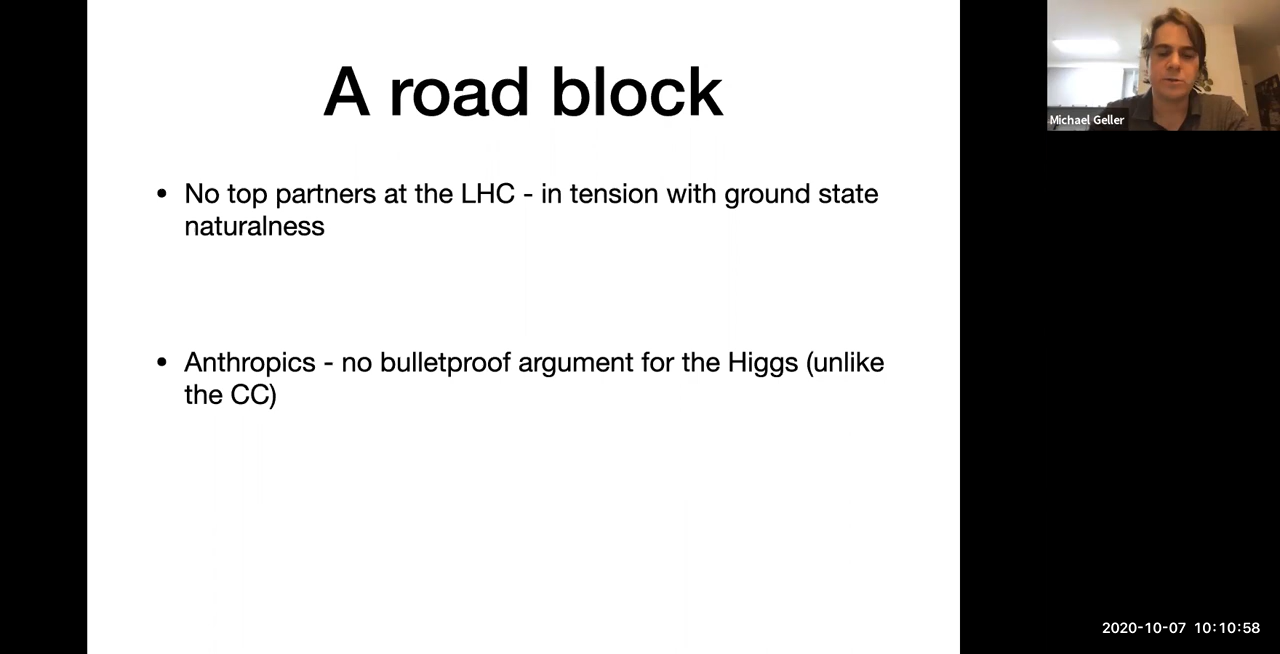 A road block
• No top partners at the LHC - in tension with ground state
naturalness
• Anthropics - no bulletproof argument for the Higgs (unlike
the CC)
Michael Geller
2020-10-07 10:10:58